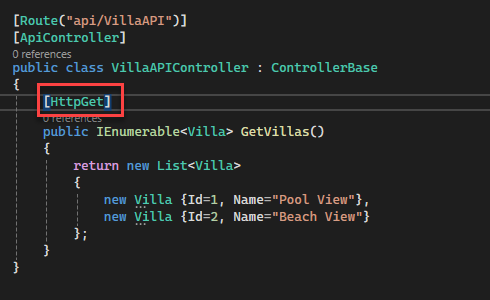 [Route("api/VillaAPI")]
[ApiController]
0 references
public class VillaAPIController : ControllerBase
{
[HttpGet]
0 references
public IEnumerable<Villa> GetVillas()
{
return new List<Villa>
{
new Villa {Id=1, Name="Pool View"},
new Villa {Id=2, Name="Beach View"}
};
}
}